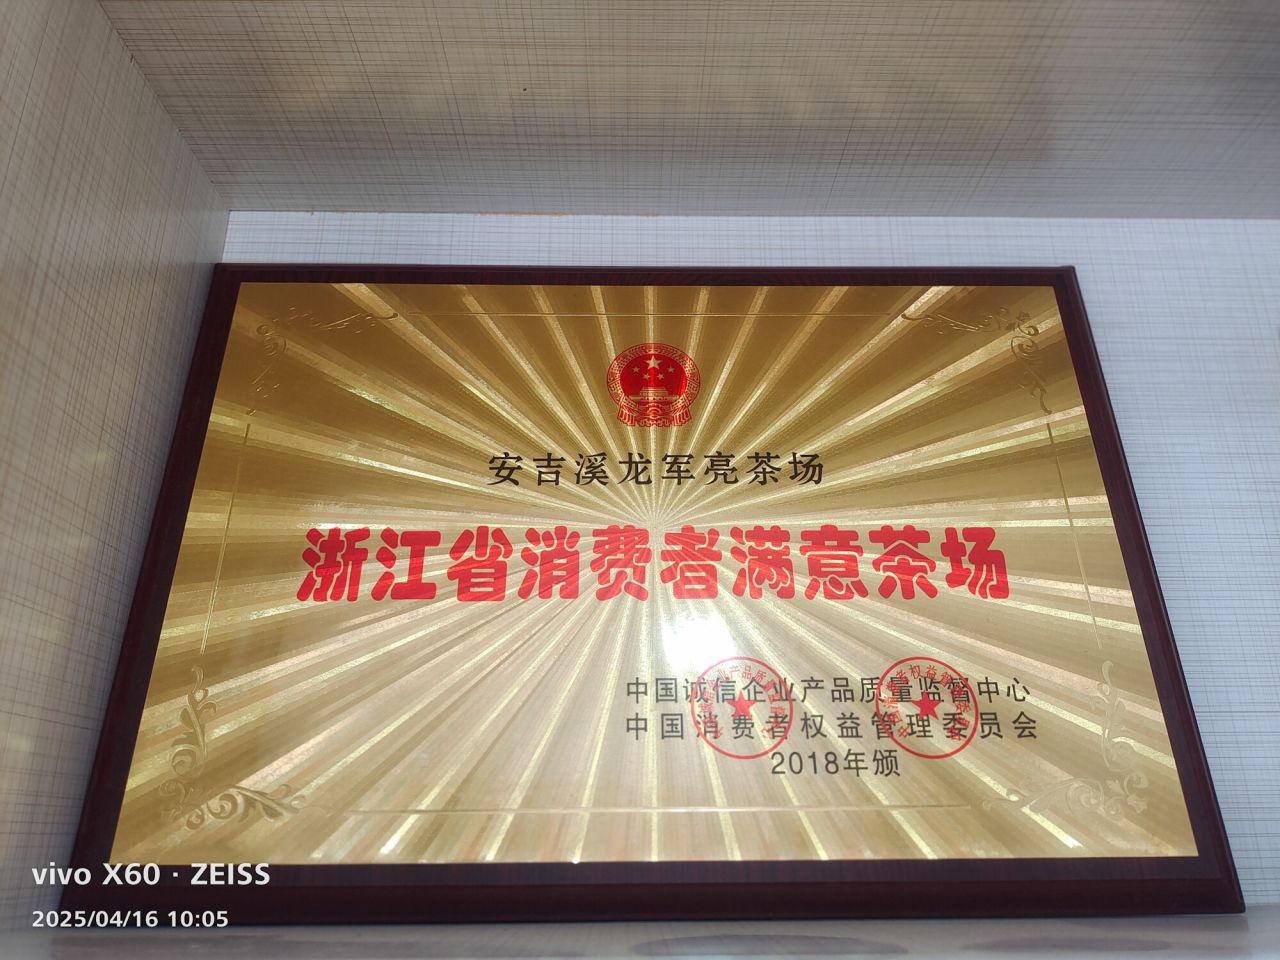 安吉溪龙军亮茶场
浙江省消费者满意茶场
中国诚信企业产品质量监督中心
中国消费者权益管理委员会
2018年颁
vivo X60 · ZEISS
2025/04/16 10:05